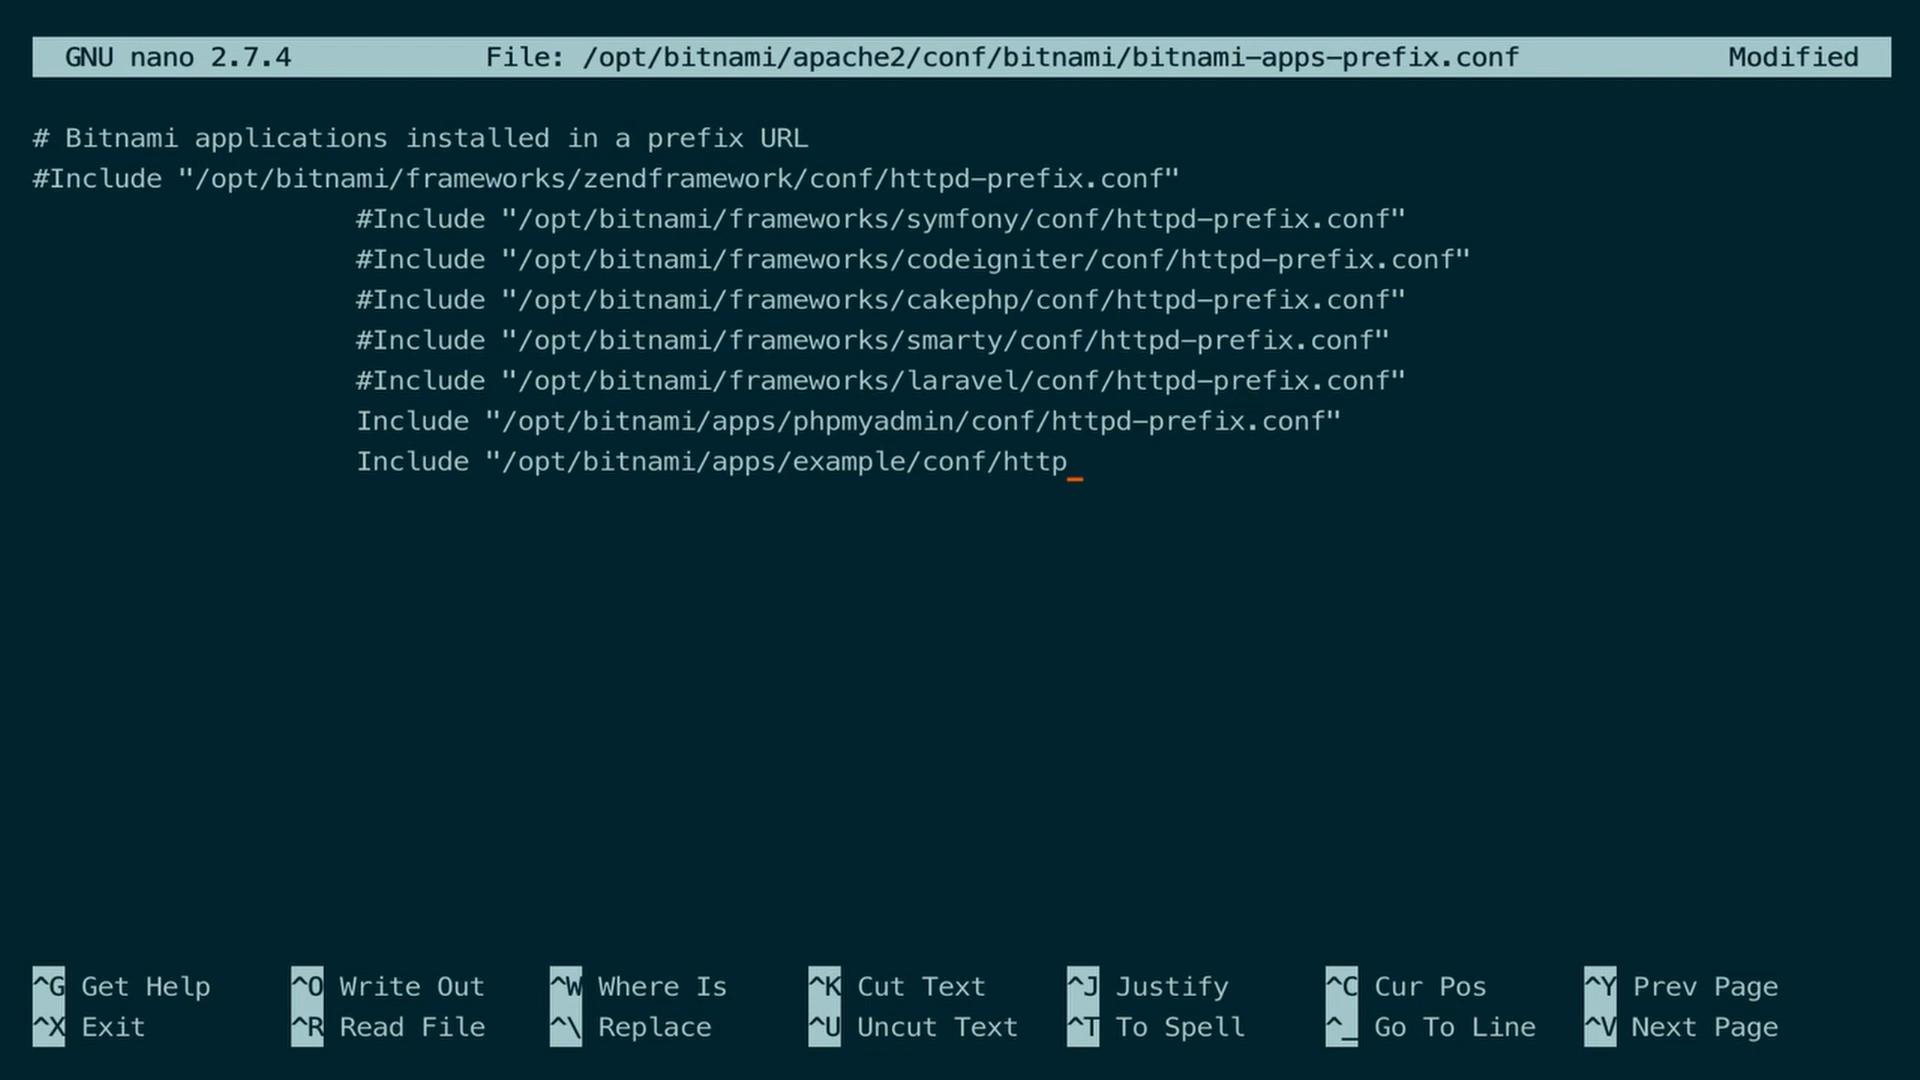 GNU nano 2.7.4 File: /opt/bitnami/apache2/conf/bitnami/bitnami-apps-prefix.conf Modified
# Bitnami applications installed in a prefix URL
#Include "/opt/bitnami/frameworks/zendframework/conf/httpd-prefix.conf"
#Include "/opt/bitnami/frameworks/symfony/conf/httpd-prefix.conf"
#Include "/opt/bitnami/frameworks/codeigniter/conf/httpd-prefix.conf"
#Include "/opt/bitnami/frameworks/cakephp/conf/httpd-prefix.conf"
#Include "/opt/bitnami/frameworks/smarty/conf/httpd-prefix.conf"
#Include "/opt/bitnami/frameworks/laravel/conf/httpd-prefix.conf"
Include "/opt/bitnami/apps/phpmyadmin/conf/httpd-prefix.conf"
Include "/opt/bitnami/apps/example/conf/http_
^G Get Help ^O Write Out ^W Where Is ^K Cut Text ^J Justify ^C Cur Pos ^Y Prev Page
^X Exit ^R Read File ^\ Replace ^U Uncut Text ^T To Spell ^_ Go To Line ^V Next Page